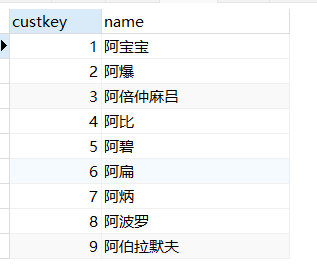 custkey name
1 阿宝宝
2 阿爆
3 阿倍仲麻吕
4 阿比
5 阿碧
6 阿扁
7 阿炳
8 阿波罗
9 阿伯拉默夫